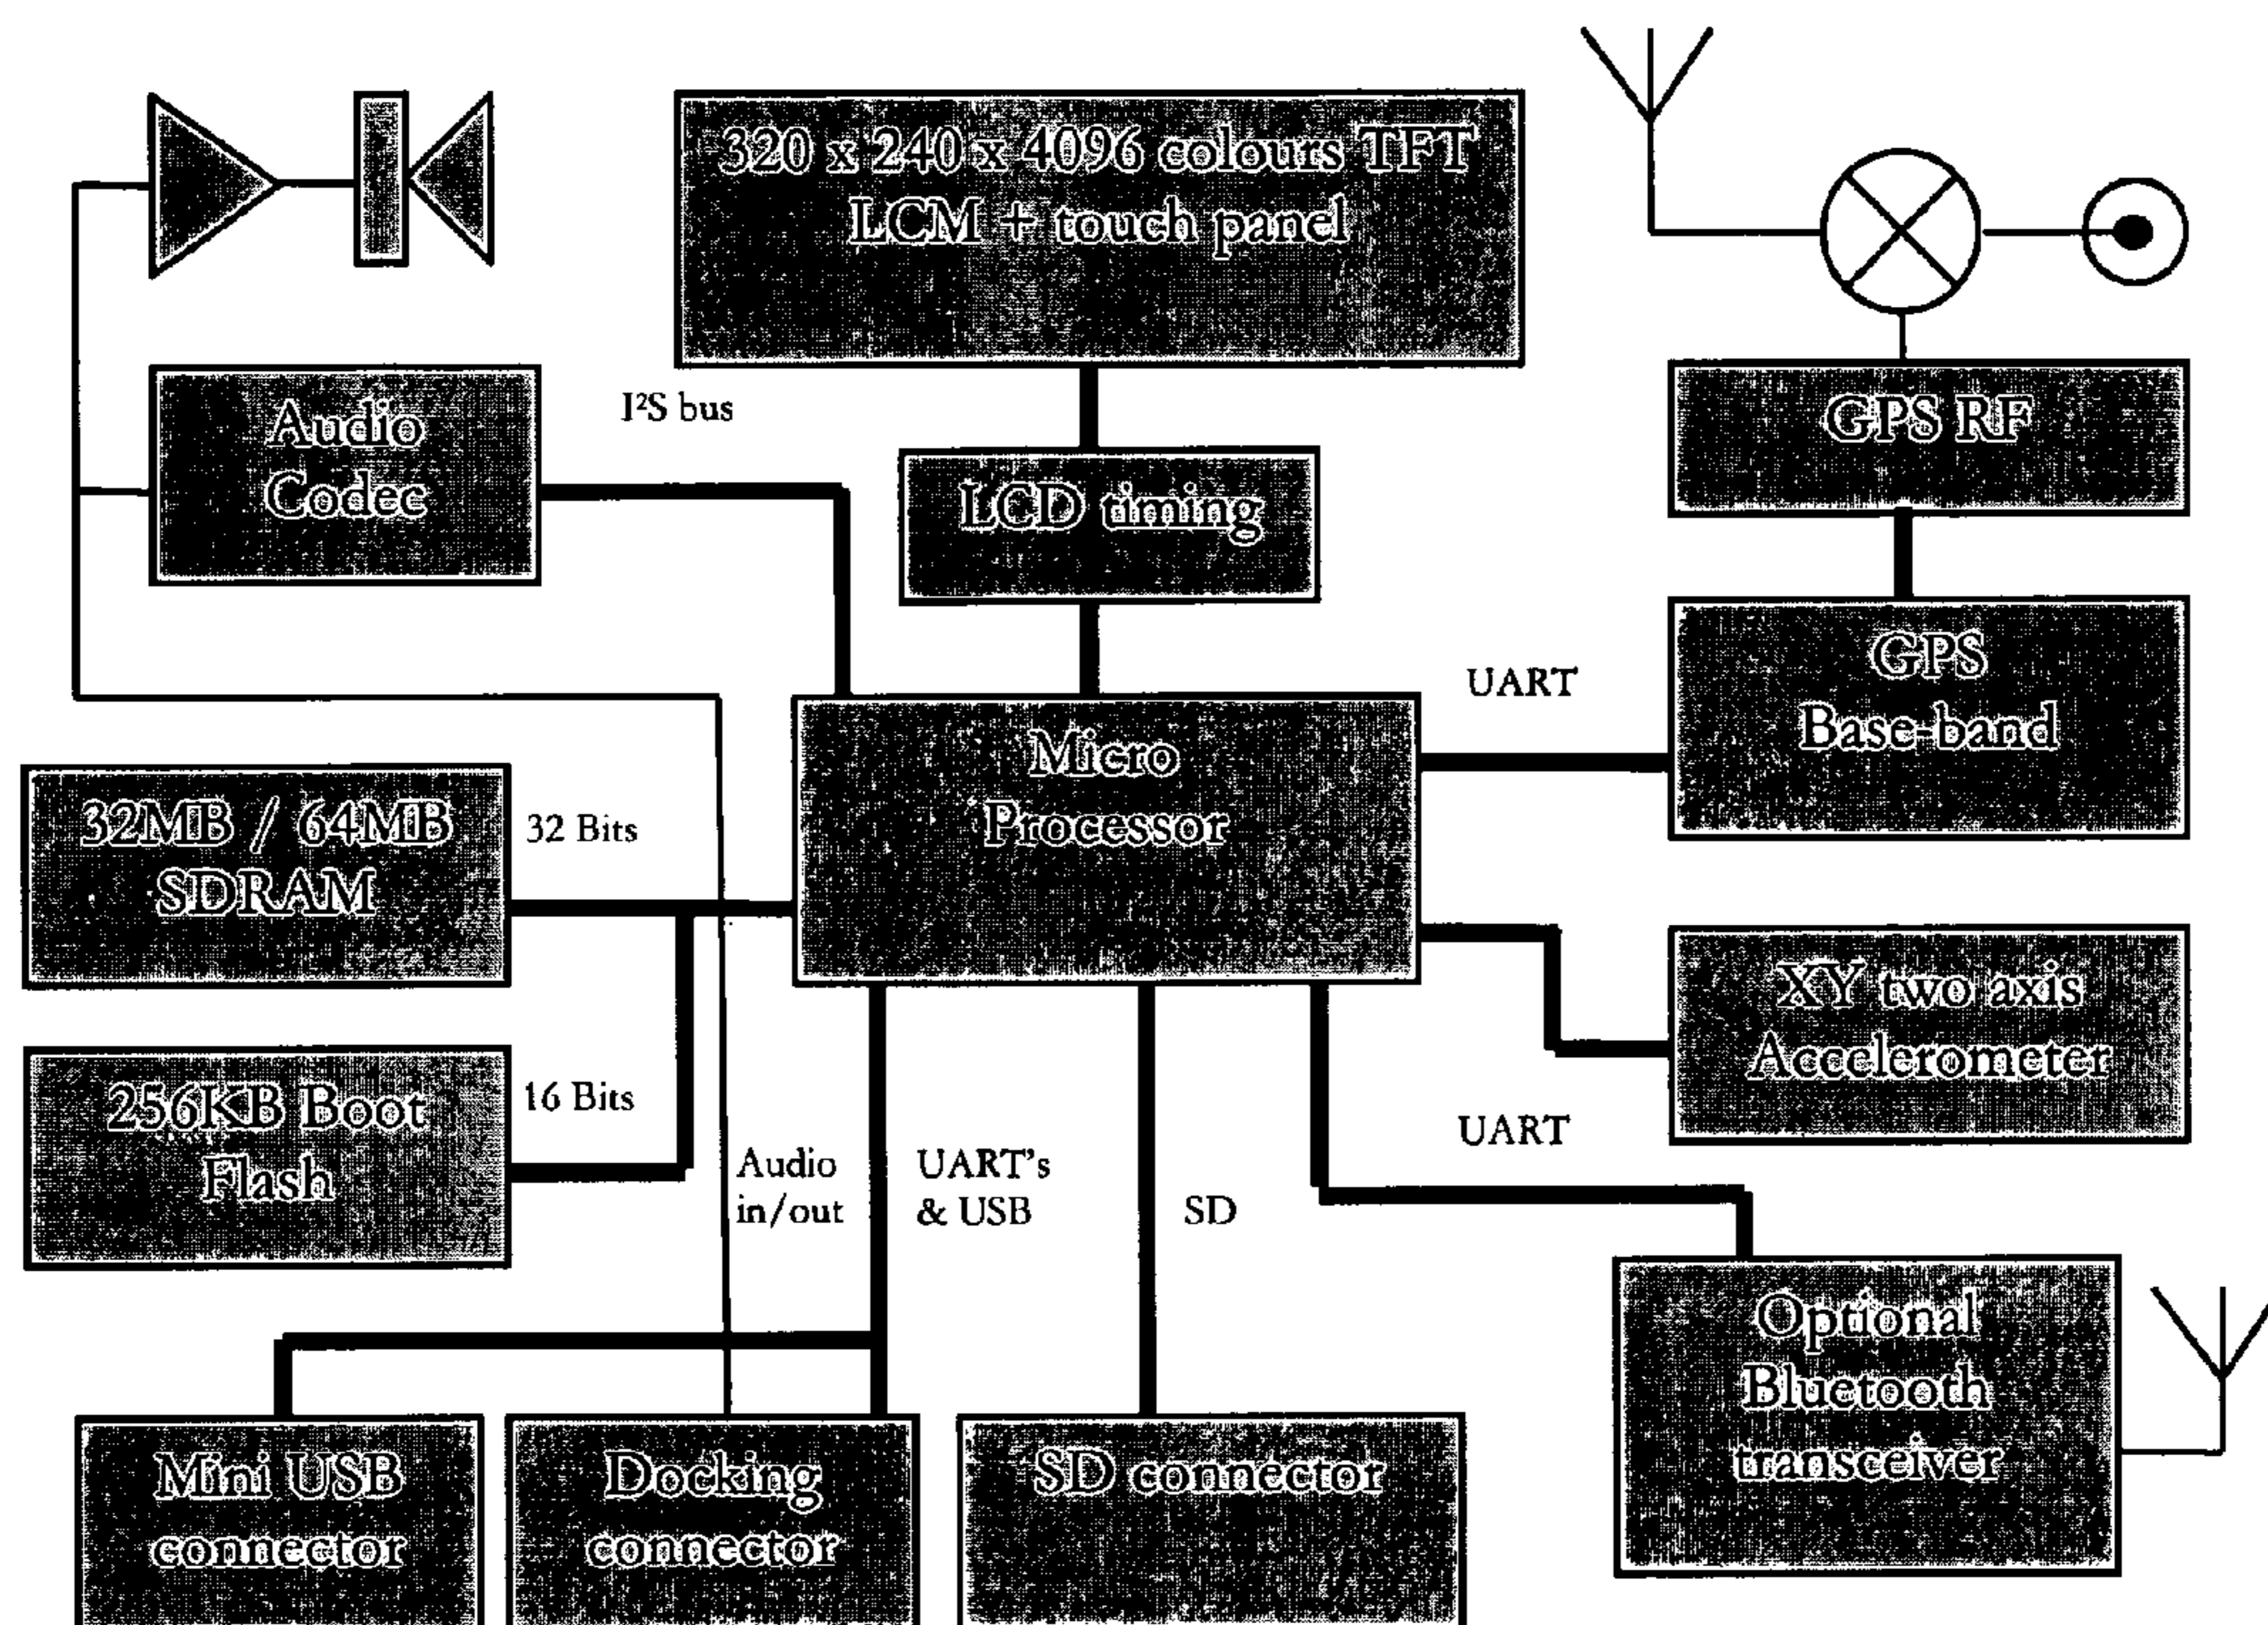 320 x 240 x 4096 colours TFT
LCM + touch panel
Audio
Codec
I²S bus
LCD timing
GPS RF
GPS
Base-band
UART
Micro
Processor
32MB / 64MB
SDRAM
32 Bits
XY two axis
Accelerometer
256KB Boot
Flash
16 Bits
Audio
in/out
UART's
& USB
SD
UART
Optional
Bluetooth
transceiver
Mini USB
connector
Docking
connector
SD connector